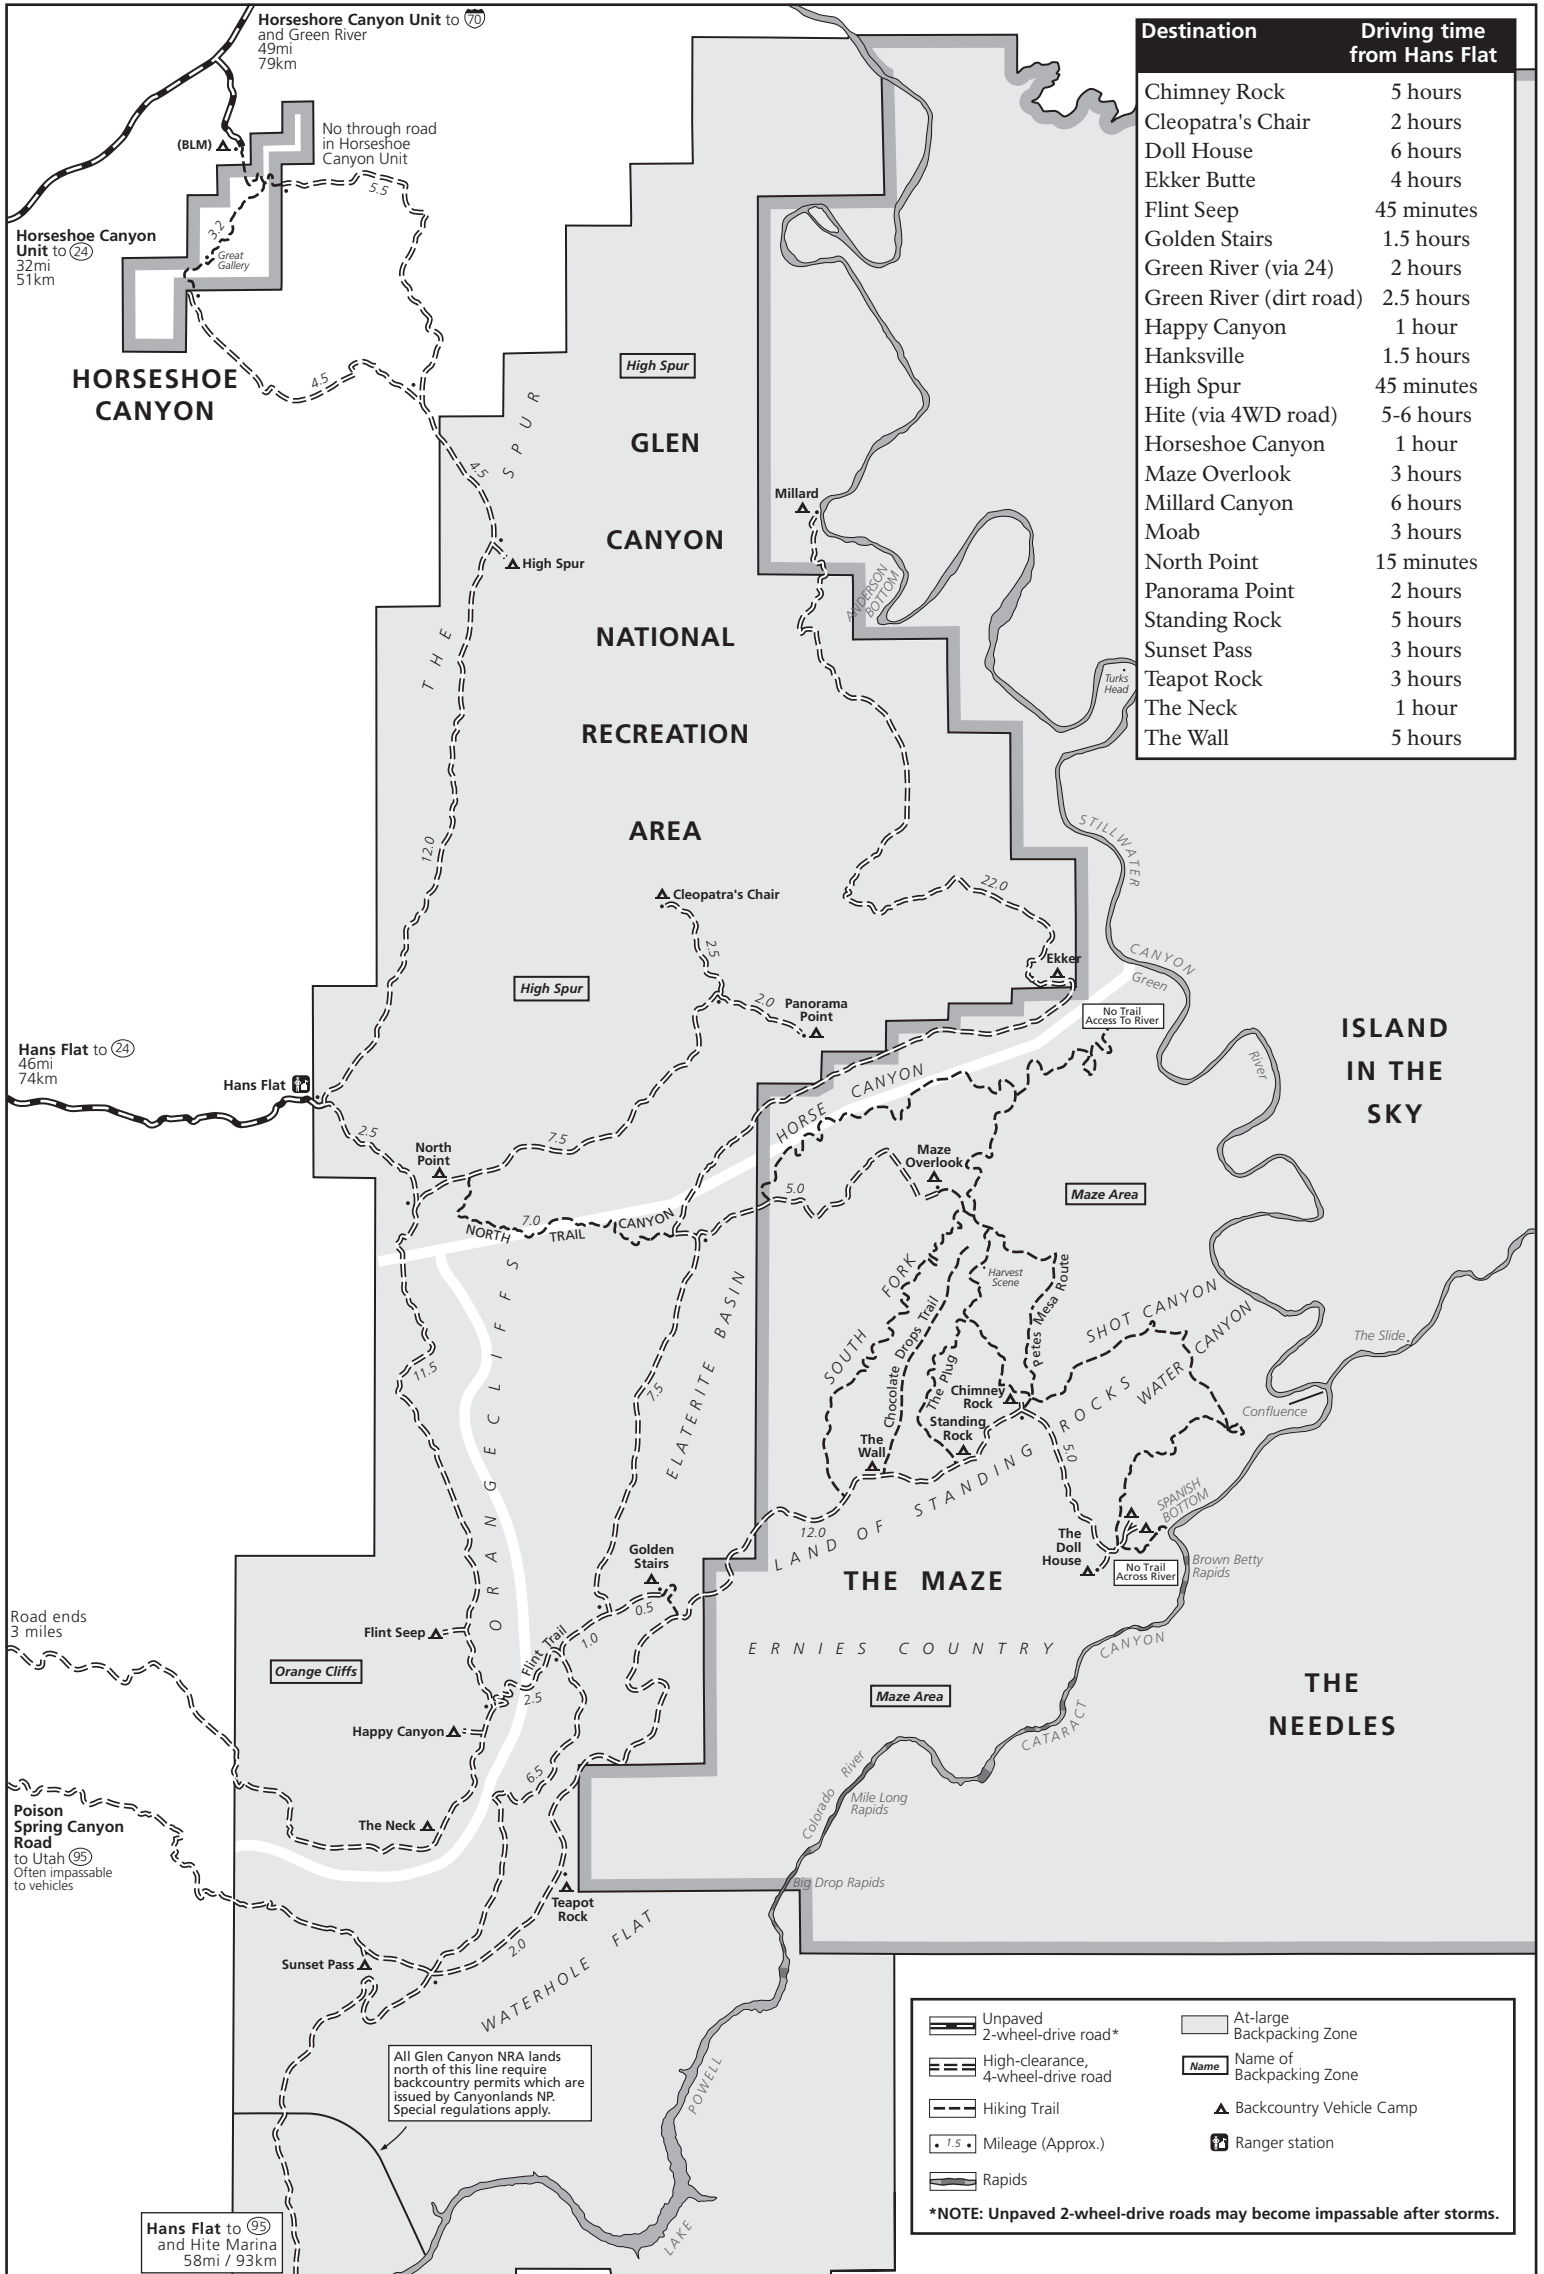 Horseshore Canyon Unit to 70
and Green River
49mi
79km
(BLM)
No through road
in Horseshoe
Canyon Unit
5.5
3.2
Great
Gallery
Horseshoe Canyon
Unit to 24
32mi
51km
HORSESHOE
CANYON
4.5
4.5
Destination Driving time
from Hans Flat
Chimney Rock 5 hours
Cleopatra's Chair 2 hours
Doll House 6 hours
Ekker Butte 4 hours
Flint Seep 45 minutes
Golden Stairs 1.5 hours
Green River (via 24) 2 hours
Green River (dirt road) 2.5 hours
Happy Canyon 1 hour
Hanksville 1.5 hours
High Spur 45 minutes
Hite (via 4WD road) 5-6 hours
Horseshoe Canyon 1 hour
Maze Overlook 3 hours
Millard Canyon 6 hours
Moab 3 hours
North Point 15 minutes
Panorama Point 2 hours
Standing Rock 5 hours
Sunset Pass 3 hours
Teapot Rock 3 hours
The Neck 1 hour
The Wall 5 hours
High Spur
GLEN
CANYON
NATIONAL
RECREATION
AREA
THE SPUR
High Spur
Millard
ANDERSON
BOTTOM
Turks
Head
STILLWATER
CANYON
Green
River
12.0
Cleopatra's Chair
2.5
2.0
Panorama
Point
High Spur
22.0
Ekker
No Trail
Access To River
ISLAND
IN THE
SKY
Hans Flat to 24
46mi
74km
Hans Flat
2.5
North
Point
7.5
HORSE CANYON
Maze
Overlook
5.0
Maze Area
7.0
NORTH TRAIL CANYON
ORANGE CLIFFS
11.5
7.5
ELATERITE BASIN
SOUTH FORK
Chocolate Drops Trail
The Plug
Harvest
Scene
Petes Mesa Route
SHOT CANYON
WATER CANYON
The Slide
Confluence
Chimney
Rock
Standing
Rock
The
Wall
LAND OF STANDING ROCKS
5.0
12.0
SPANISH
BOTTOM
The
Doll
House
No Trail
Across River
Brown Betty
Rapids
THE MAZE
Golden
Stairs
0.5
1.0
Flint Trail
2.5
Road ends
3 miles
Flint Seep
Orange Cliffs
Happy Canyon
ERNIES COUNTRY
Maze Area
CATARACT CANYON
THE
NEEDLES
6.5
The Neck
Poison
Spring Canyon
Road
to Utah 95
Often impassable
to vehicles
Colorado River
Mile Long
Rapids
Big Drop Rapids
Teapot
Rock
2.0
WATERHOLE FLAT
Sunset Pass
All Glen Canyon NRA lands
north of this line require
backcountry permits which are
issued by Canyonlands NP.
Special regulations apply.
LAKE POWELL
Hans Flat to 95
and Hite Marina
58mi / 93km
Unpaved
2-wheel-drive road*
High-clearance,
4-wheel-drive road
Hiking Trail
1.5 Mileage (Approx.)
Rapids
At-large
Backpacking Zone
Name Name of
Backpacking Zone
Backcountry Vehicle Camp
Ranger station
*NOTE: Unpaved 2-wheel-drive roads may become impassable after storms.